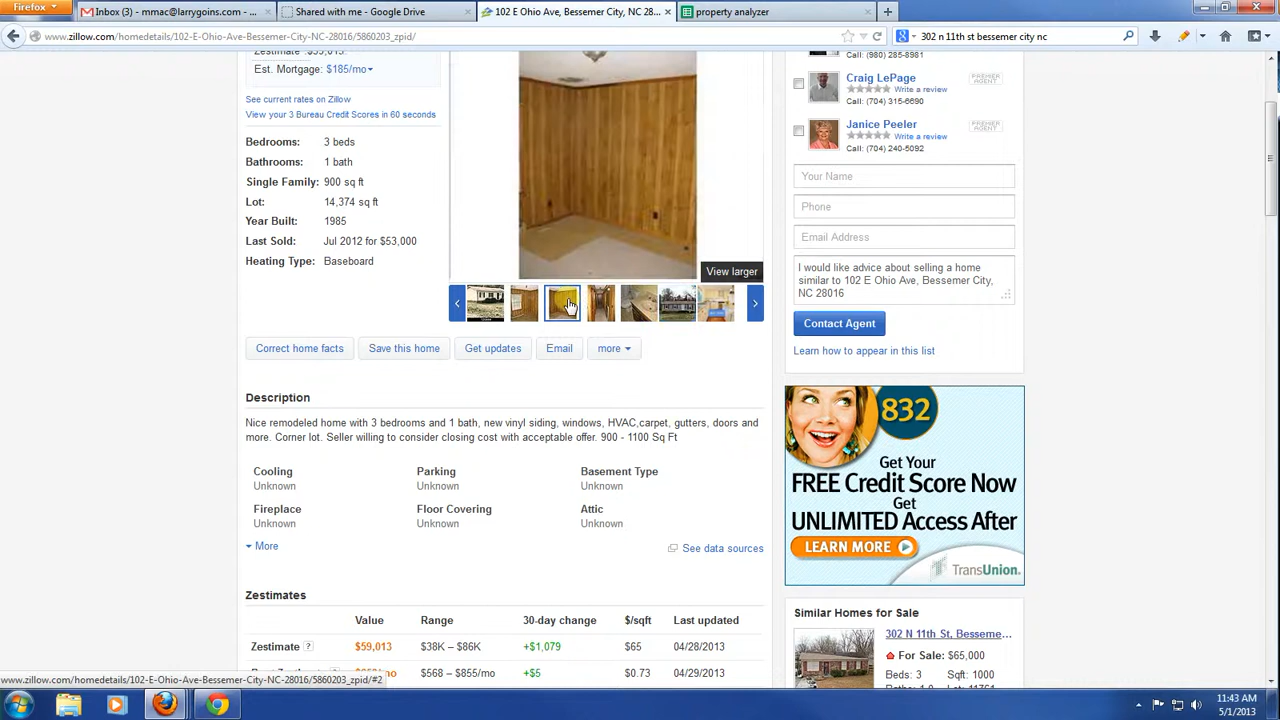 Firefox
Inbox (3) - mmac@larrygoins.com - ...
Shared with me - Google Drive
102 E Ohio Ave, Bessemer City, NC 28...
property analyzer
www.zillow.com/homedetails/102-E-Ohio-Ave-Bessemer-City-NC-28016/5860203_zpid/
302 n 11th st bessemer city nc
Est. Mortgage: $185/mo
See current rates on Zillow
View your 3 Bureau Credit Scores in 60 seconds
Bedrooms: 3 beds
Bathrooms: 1 bath
Single Family: 900 sq ft
Lot: 14,374 sq ft
Year Built: 1985
Last Sold: Jul 2012 for $53,000
Heating Type: Baseboard
View larger
Correct home facts
Save this home
Get updates
Email
more
Description
Nice remodeled home with 3 bedrooms and 1 bath, new vinyl siding, windows, HVAC,carpet, gutters, doors and
more. Corner lot. Seller willing to consider closing cost with acceptable offer. 900 - 1100 Sq Ft
Cooling
Unknown
Parking
Unknown
Basement Type
Unknown
Fireplace
Unknown
Floor Covering
Unknown
Attic
Unknown
More
See data sources
Zestimates
Value Range 30-day change $/sqft Last updated
Zestimate ? $59,013 $38K – $86K +$1,079 $65 04/28/2013
$568 – $855/mo +$5 $0.73 04/29/2013
www.zillow.com/homedetails/102-E-Ohio-Ave-Bessemer-City-NC-28016/5860203_zpid/#2
Call: (980) 285-8981
Craig LePage
PREMIER AGENT
Write a review
Call: (704) 315-6690
Janice Peeler
PREMIER AGENT
Write a review
Call: (704) 240-5092
Your Name
Phone
Email Address
I would like advice about selling a home
similar to 102 E Ohio Ave, Bessemer City,
NC 28016
Contact Agent
Learn how to appear in this list
832
Get Your
FREE Credit Score Now
Get
UNLIMITED Access After
LEARN MORE
TransUnion.
Similar Homes for Sale
302 N 11th St, Besseme...
For Sale: $65,000
Beds: 3 Sqft: 1000
11:43 AM
5/1/2013